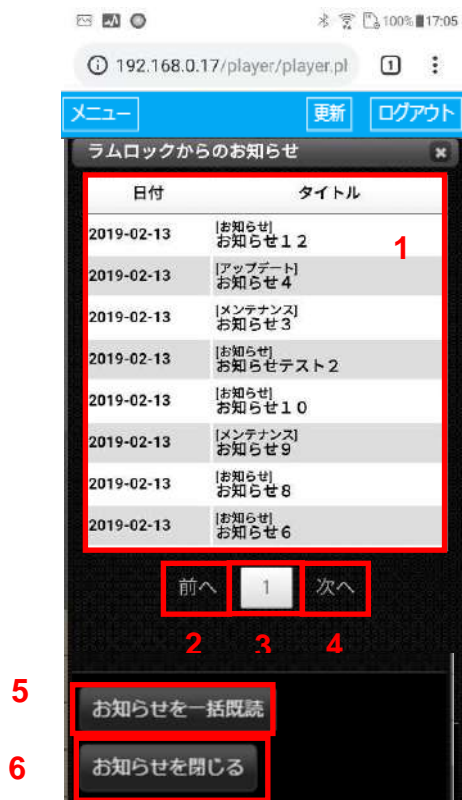 100% 17:05
192.168.0.17/player/player.pl 1
メニュー 更新 ログアウト
ラムロックからのお知らせ
日付 タイトル
1
2019-02-13 [お知らせ]
お知らせ１２
2019-02-13 [アップデート]
お知らせ４
2019-02-13 [メンテナンス]
お知らせ３
2019-02-13 [お知らせ]
お知らせテスト２
2019-02-13 [お知らせ]
お知らせ１０
2019-02-13 [メンテナンス]
お知らせ９
2019-02-13 [お知らせ]
お知らせ８
2019-02-13 [お知らせ]
お知らせ６
前へ 1 次へ
2 3 4
5
お知らせを一括既読
6
お知らせを閉じる